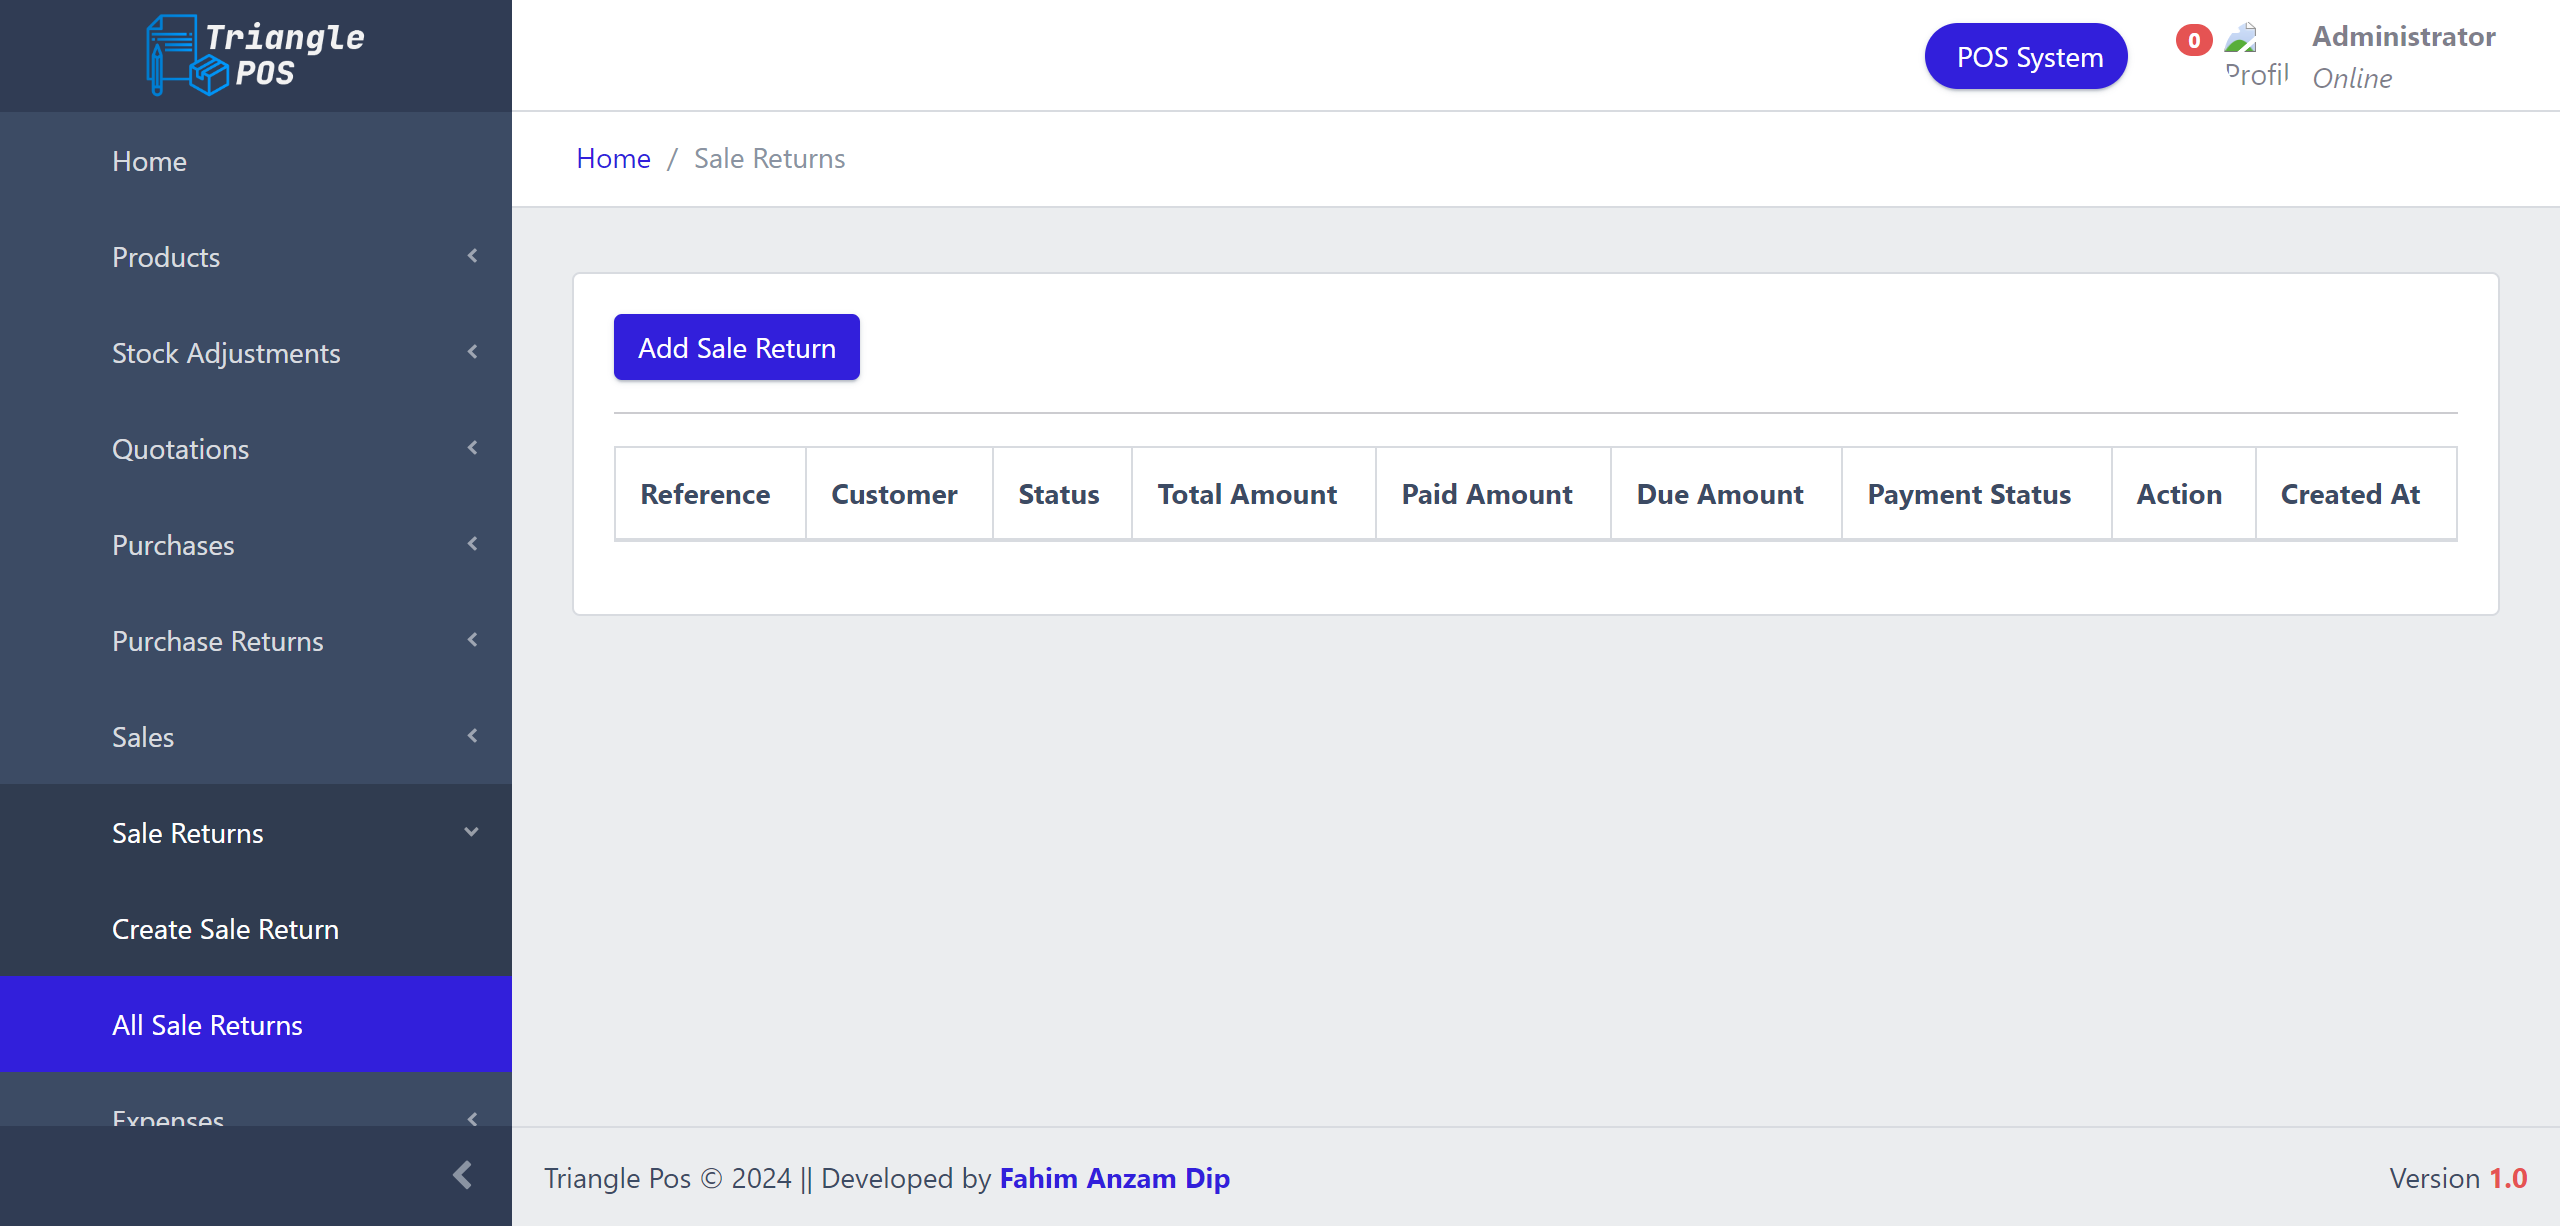 Triangle
POS
Home
Products
Stock Adjustments
Quotations
Purchases
Purchase Returns
Sales
Sale Returns
Create Sale Return
All Sale Returns
Expenses
POS System
0
Profil
Administrator
Online
Home / Sale Returns
Add Sale Return
Reference Customer Status Total Amount Paid Amount Due Amount Payment Status Action Created At
Triangle Pos © 2024 || Developed by Fahim Anzam Dip
Version 1.0